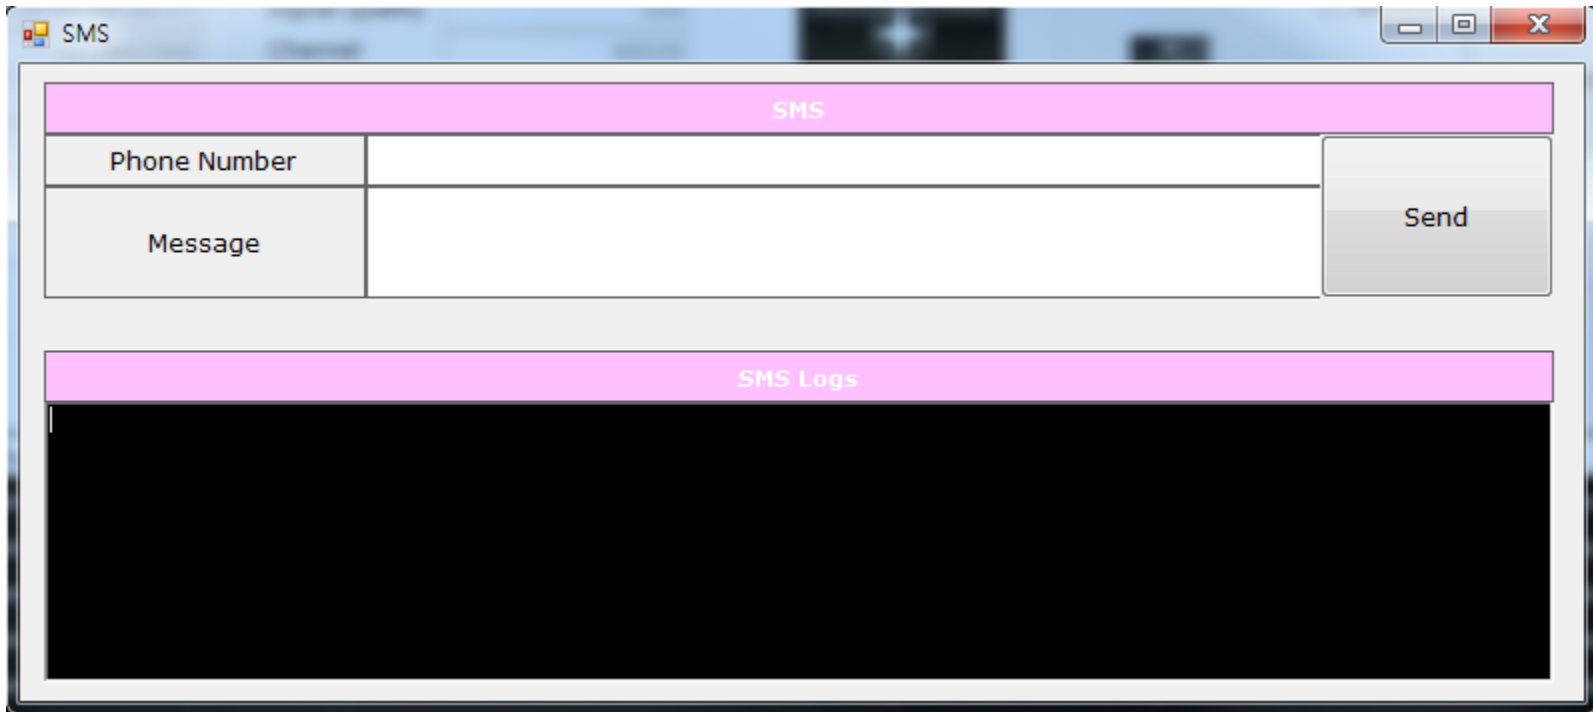 SMS
SMS
Phone Number
Message
Send
SMS Logs